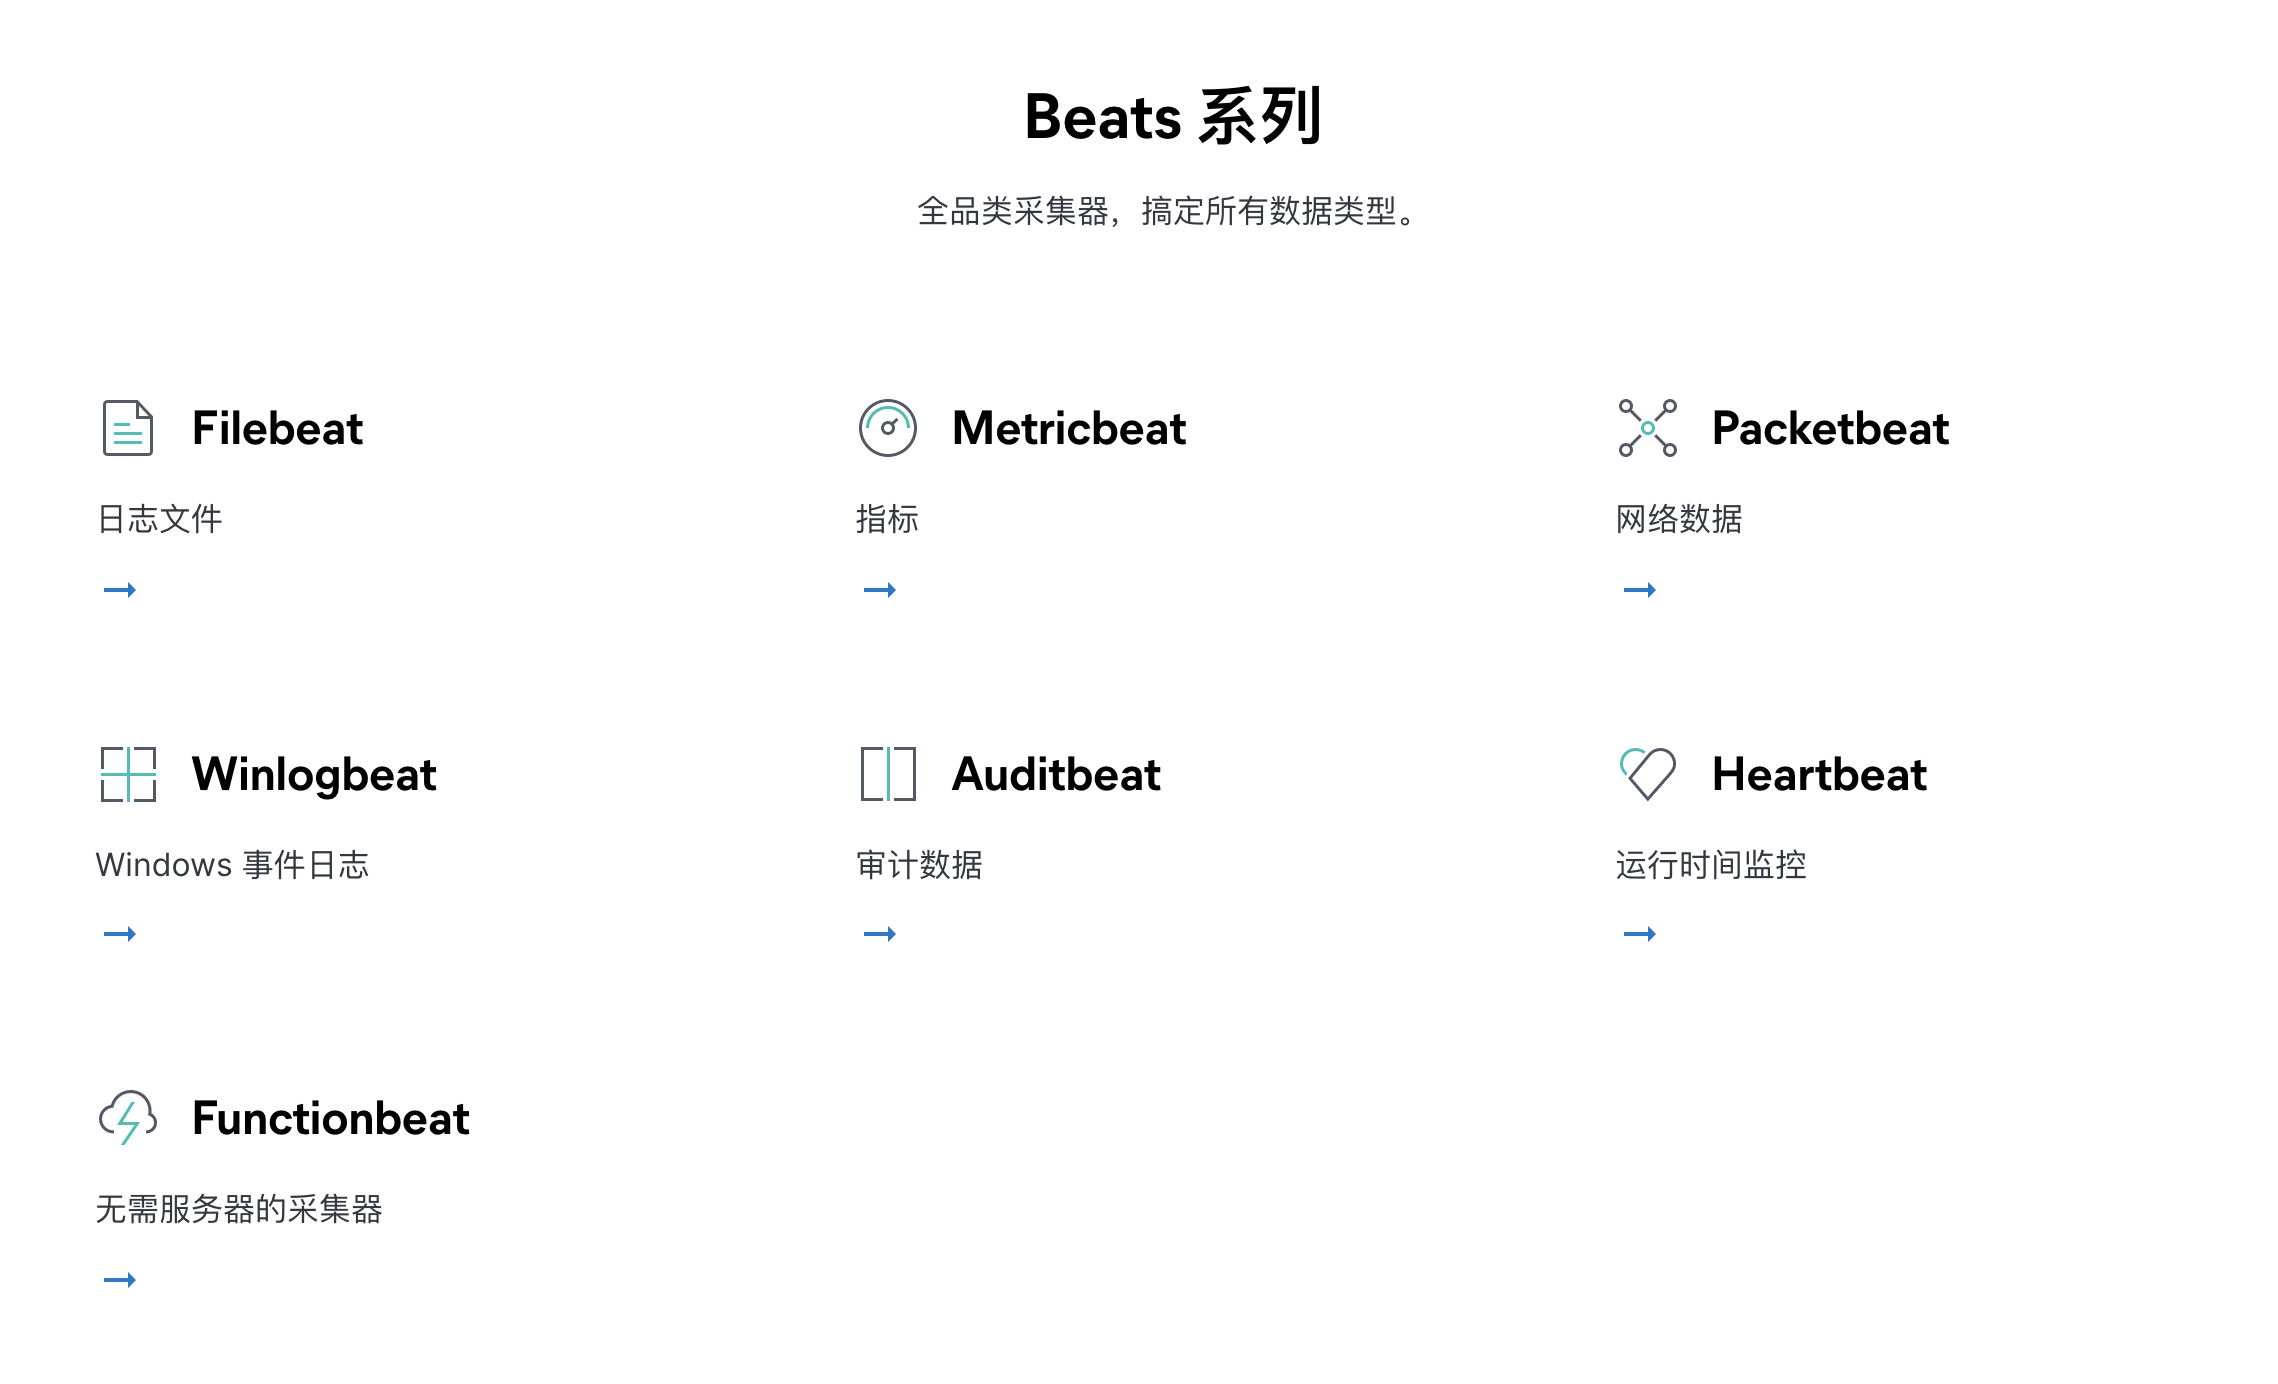 Beats 系列
全品类采集器，搞定所有数据类型。
Filebeat
日志文件
Metricbeat
指标
Packetbeat
网络数据
Winlogbeat
Windows 事件日志
Auditbeat
审计数据
Heartbeat
运行时间监控
Functionbeat
无需服务器的采集器